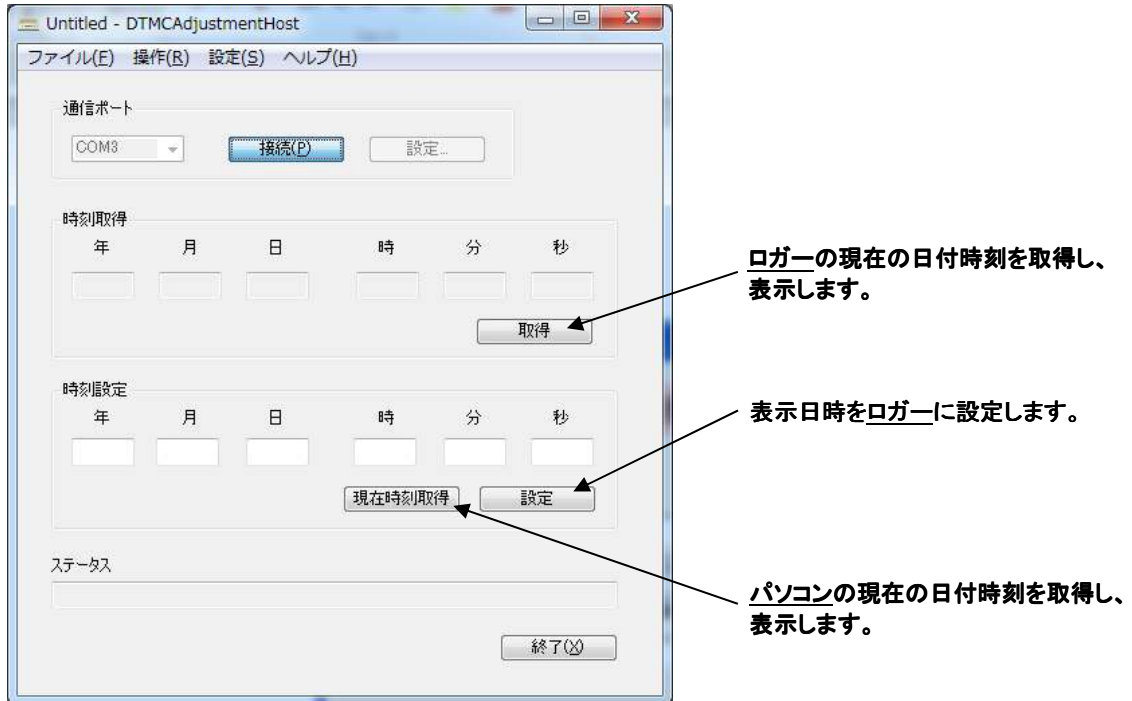 Untitled - DTMCAdjustmentHost
ファイル(F) 操作(R) 設定(S) ヘルプ(H)
通信ポート
COM3 接続(P) 設定...
時刻取得
年 月 日 時 分 秒
ロガーの現在の日付時刻を取得し、
表示します。
取得
時刻設定
年 月 日 時 分 秒
表示日時をロガーに設定します。
現在時刻取得 設定
ステータス
パソコンの現在の日付時刻を取得し、
表示します。
終了(X)